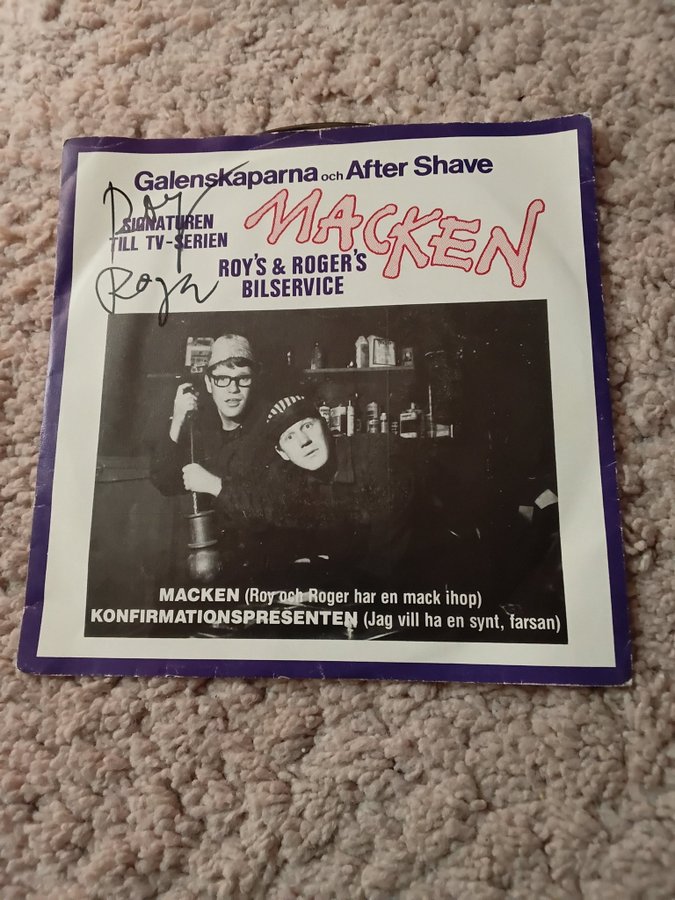 Galenskaparna och After Shave
Roy
SIGNATUREN
TILL TV-SERIEN
MACKEN
Roger
ROY'S & ROGER'S
BILSERVICE
MACKEN (Roy och Roger har en mack ihop)
KONFIRMATIONSPRESENTEN (Jag vill ha en synt, farsan)